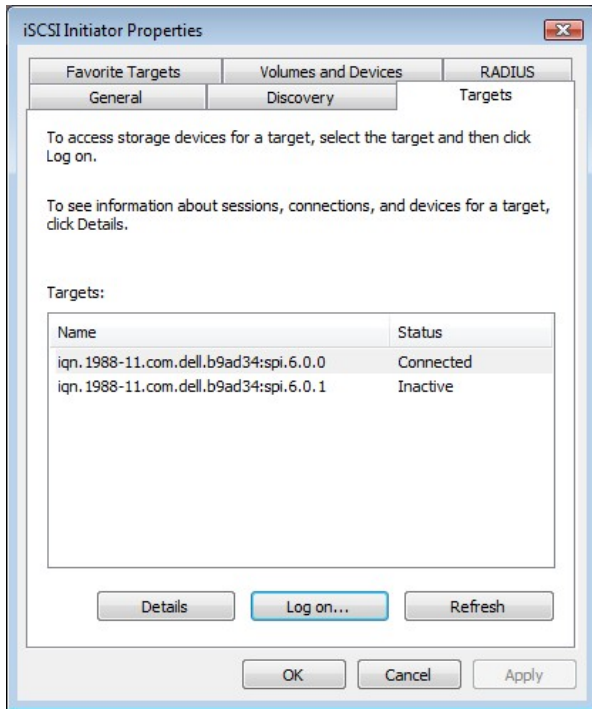 iSCSI Initiator Properties
Favorite Targets Volumes and Devices RADIUS
General Discovery Targets
To access storage devices for a target, select the target and then click
Log on.
To see information about sessions, connections, and devices for a target,
click Details.
Targets:
Name Status
iqn.1988-11.com.dell.b9ad34:spi.6.0.0 Connected
iqn.1988-11.com.dell.b9ad34:spi.6.0.1 Inactive
Details Log on... Refresh
OK Cancel Apply